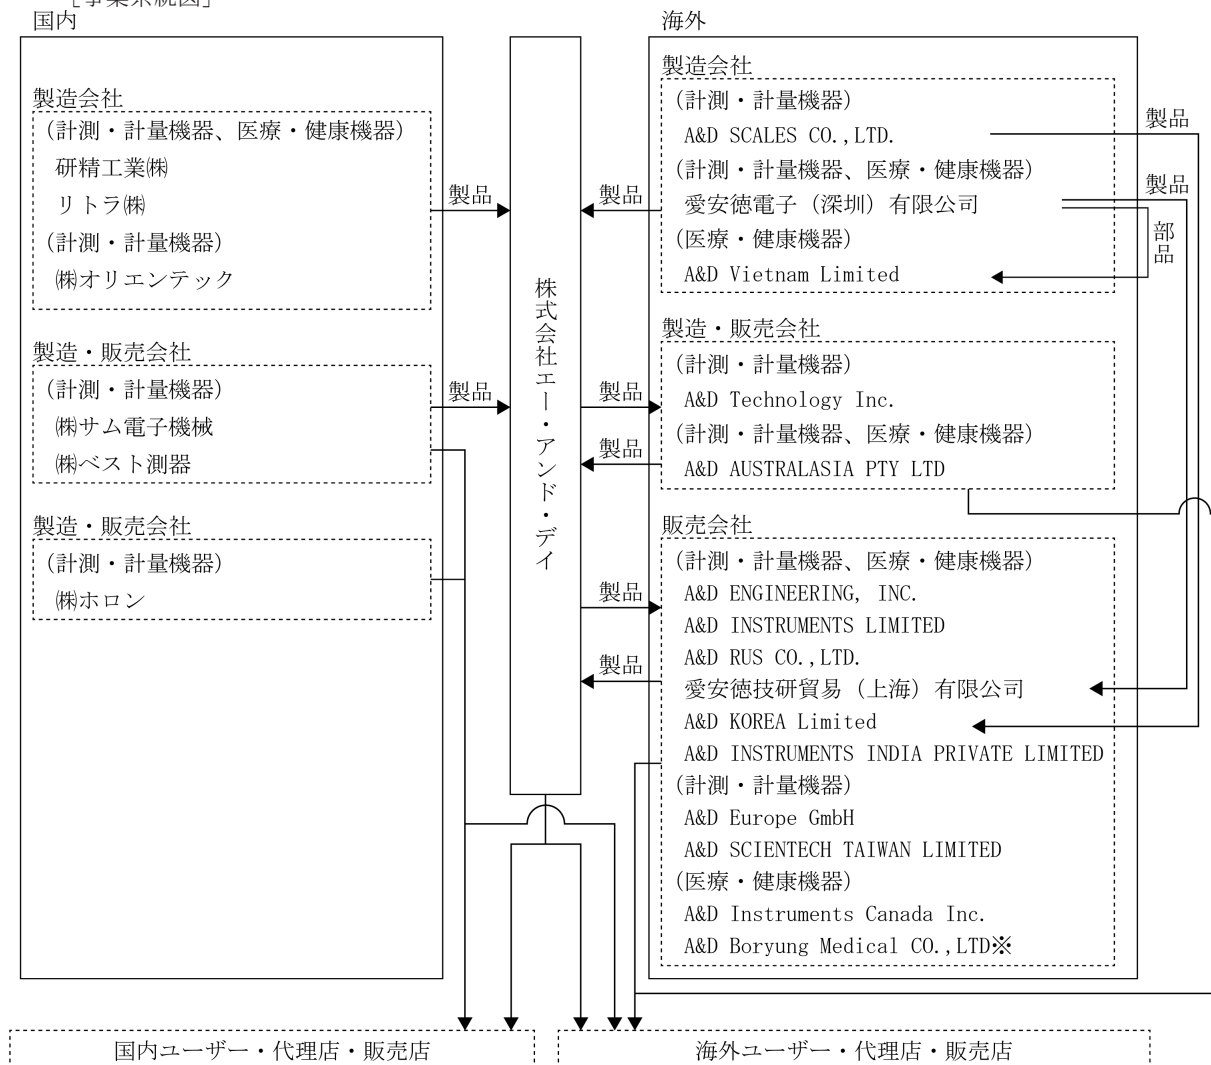 ［事業系統図］
国内
製造会社
（計測・計量機器、医療・健康機器）
研精工業㈱
リトラ㈱
（計測・計量機器）
㈱オリエンテック
製品
製造・販売会社
（計測・計量機器）
㈱サム電子機械
㈱ベスト測器
製品
製造・販売会社
（計測・計量機器）
㈱ホロン
株式会社エー・アンド・デイ
製品
製品
製品
製品
製品
海外
製造会社
（計測・計量機器）
A&D SCALES CO.,LTD.
（計測・計量機器、医療・健康機器）
愛安徳電子（深圳）有限公司
（医療・健康機器）
A&D Vietnam Limited
製品
製品
部品
製造・販売会社
（計測・計量機器）
A&D Technology Inc.
（計測・計量機器、医療・健康機器）
A&D AUSTRALASIA PTY LTD
販売会社
（計測・計量機器、医療・健康機器）
A&D ENGINEERING, INC.
A&D INSTRUMENTS LIMITED
A&D RUS CO.,LTD.
愛安徳技研貿易（上海）有限公司
A&D KOREA Limited
A&D INSTRUMENTS INDIA PRIVATE LIMITED
（計測・計量機器）
A&D Europe GmbH
A&D SCIENTECH TAIWAN LIMITED
（医療・健康機器）
A&D Instruments Canada Inc.
A&D Boryung Medical CO.,LTD※
国内ユーザー・代理店・販売店
海外ユーザー・代理店・販売店